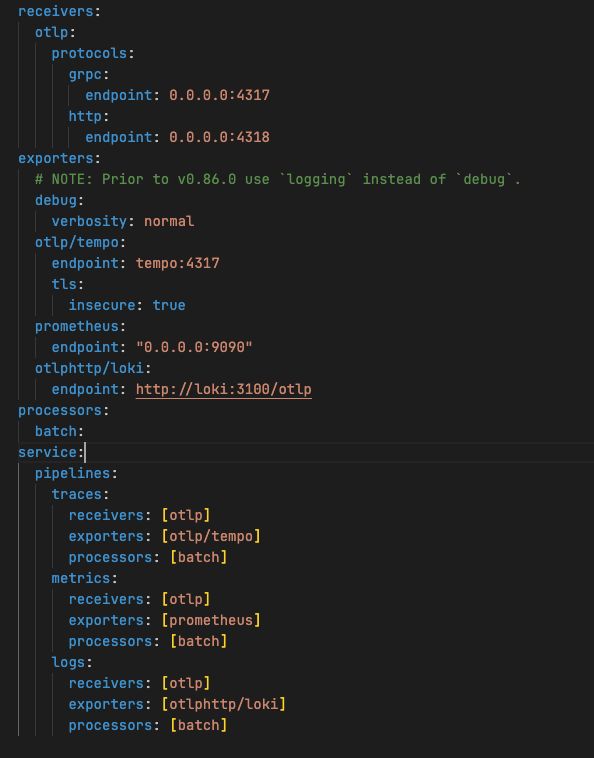 receivers:
  otlp:
    protocols:
      grpc:
        endpoint: 0.0.0.0:4317
      http:
        endpoint: 0.0.0.0:4318
exporters:
  # NOTE: Prior to v0.86.0 use `logging` instead of `debug`.
  debug:
    verbosity: normal
  otlp/tempo:
    endpoint: tempo:4317
    tls:
      insecure: true
  prometheus:
    endpoint: "0.0.0.0:9090"
  otlphttp/loki:
    endpoint: http://loki:3100/otlp
processors:
  batch:
service:
  pipelines:
    traces:
      receivers: [otlp]
      exporters: [otlp/tempo]
      processors: [batch]
    metrics:
      receivers: [otlp]
      exporters: [prometheus]
      processors: [batch]
    logs:
      receivers: [otlp]
      exporters: [otlphttp/loki]
      processors: [batch]